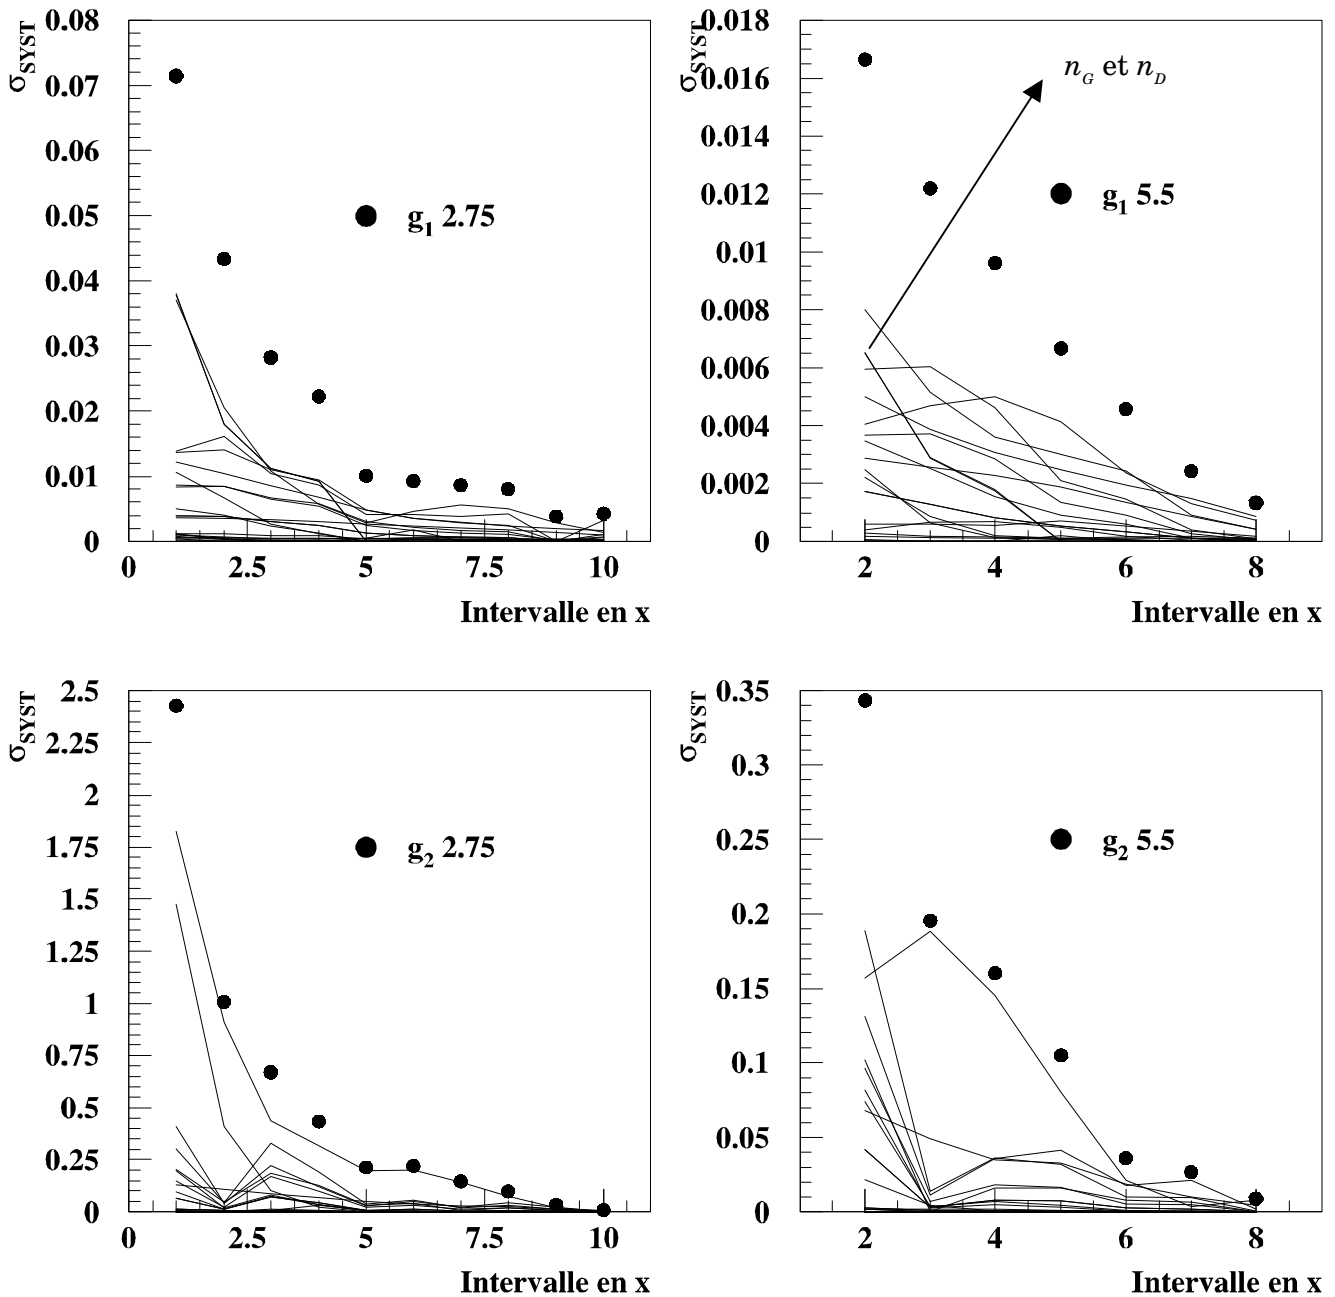 σSYST
0.08
0.07
0.06
0.05
0.04
0.03
0.02
0.01
0
g1 2.75
0 2.5 5 7.5 10
Intervalle en x
σSYST
0.018
0.016
0.014
0.012
0.01
0.008
0.006
0.004
0.002
0
nG et nD
g1 5.5
2 4 6 8
Intervalle en x
σSYST
2.5
2.25
2
1.75
1.5
1.25
1
0.75
0.5
0.25
0
g2 2.75
0 2.5 5 7.5 10
Intervalle en x
σSYST
0.35
0.3
0.25
0.2
0.15
0.1
0.05
0
g2 5.5
2 4 6 8
Intervalle en x